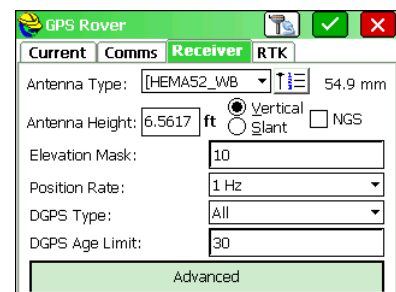 GPS Rover
Current Comms Receiver RTK
Antenna Type: [HEMA52_WB 54.9 mm
Antenna Height: 6.5617 ft Vertical Slant NGS
Elevation Mask: 10
Position Rate: 1 Hz
DGPS Type: All
DGPS Age Limit: 30
Advanced